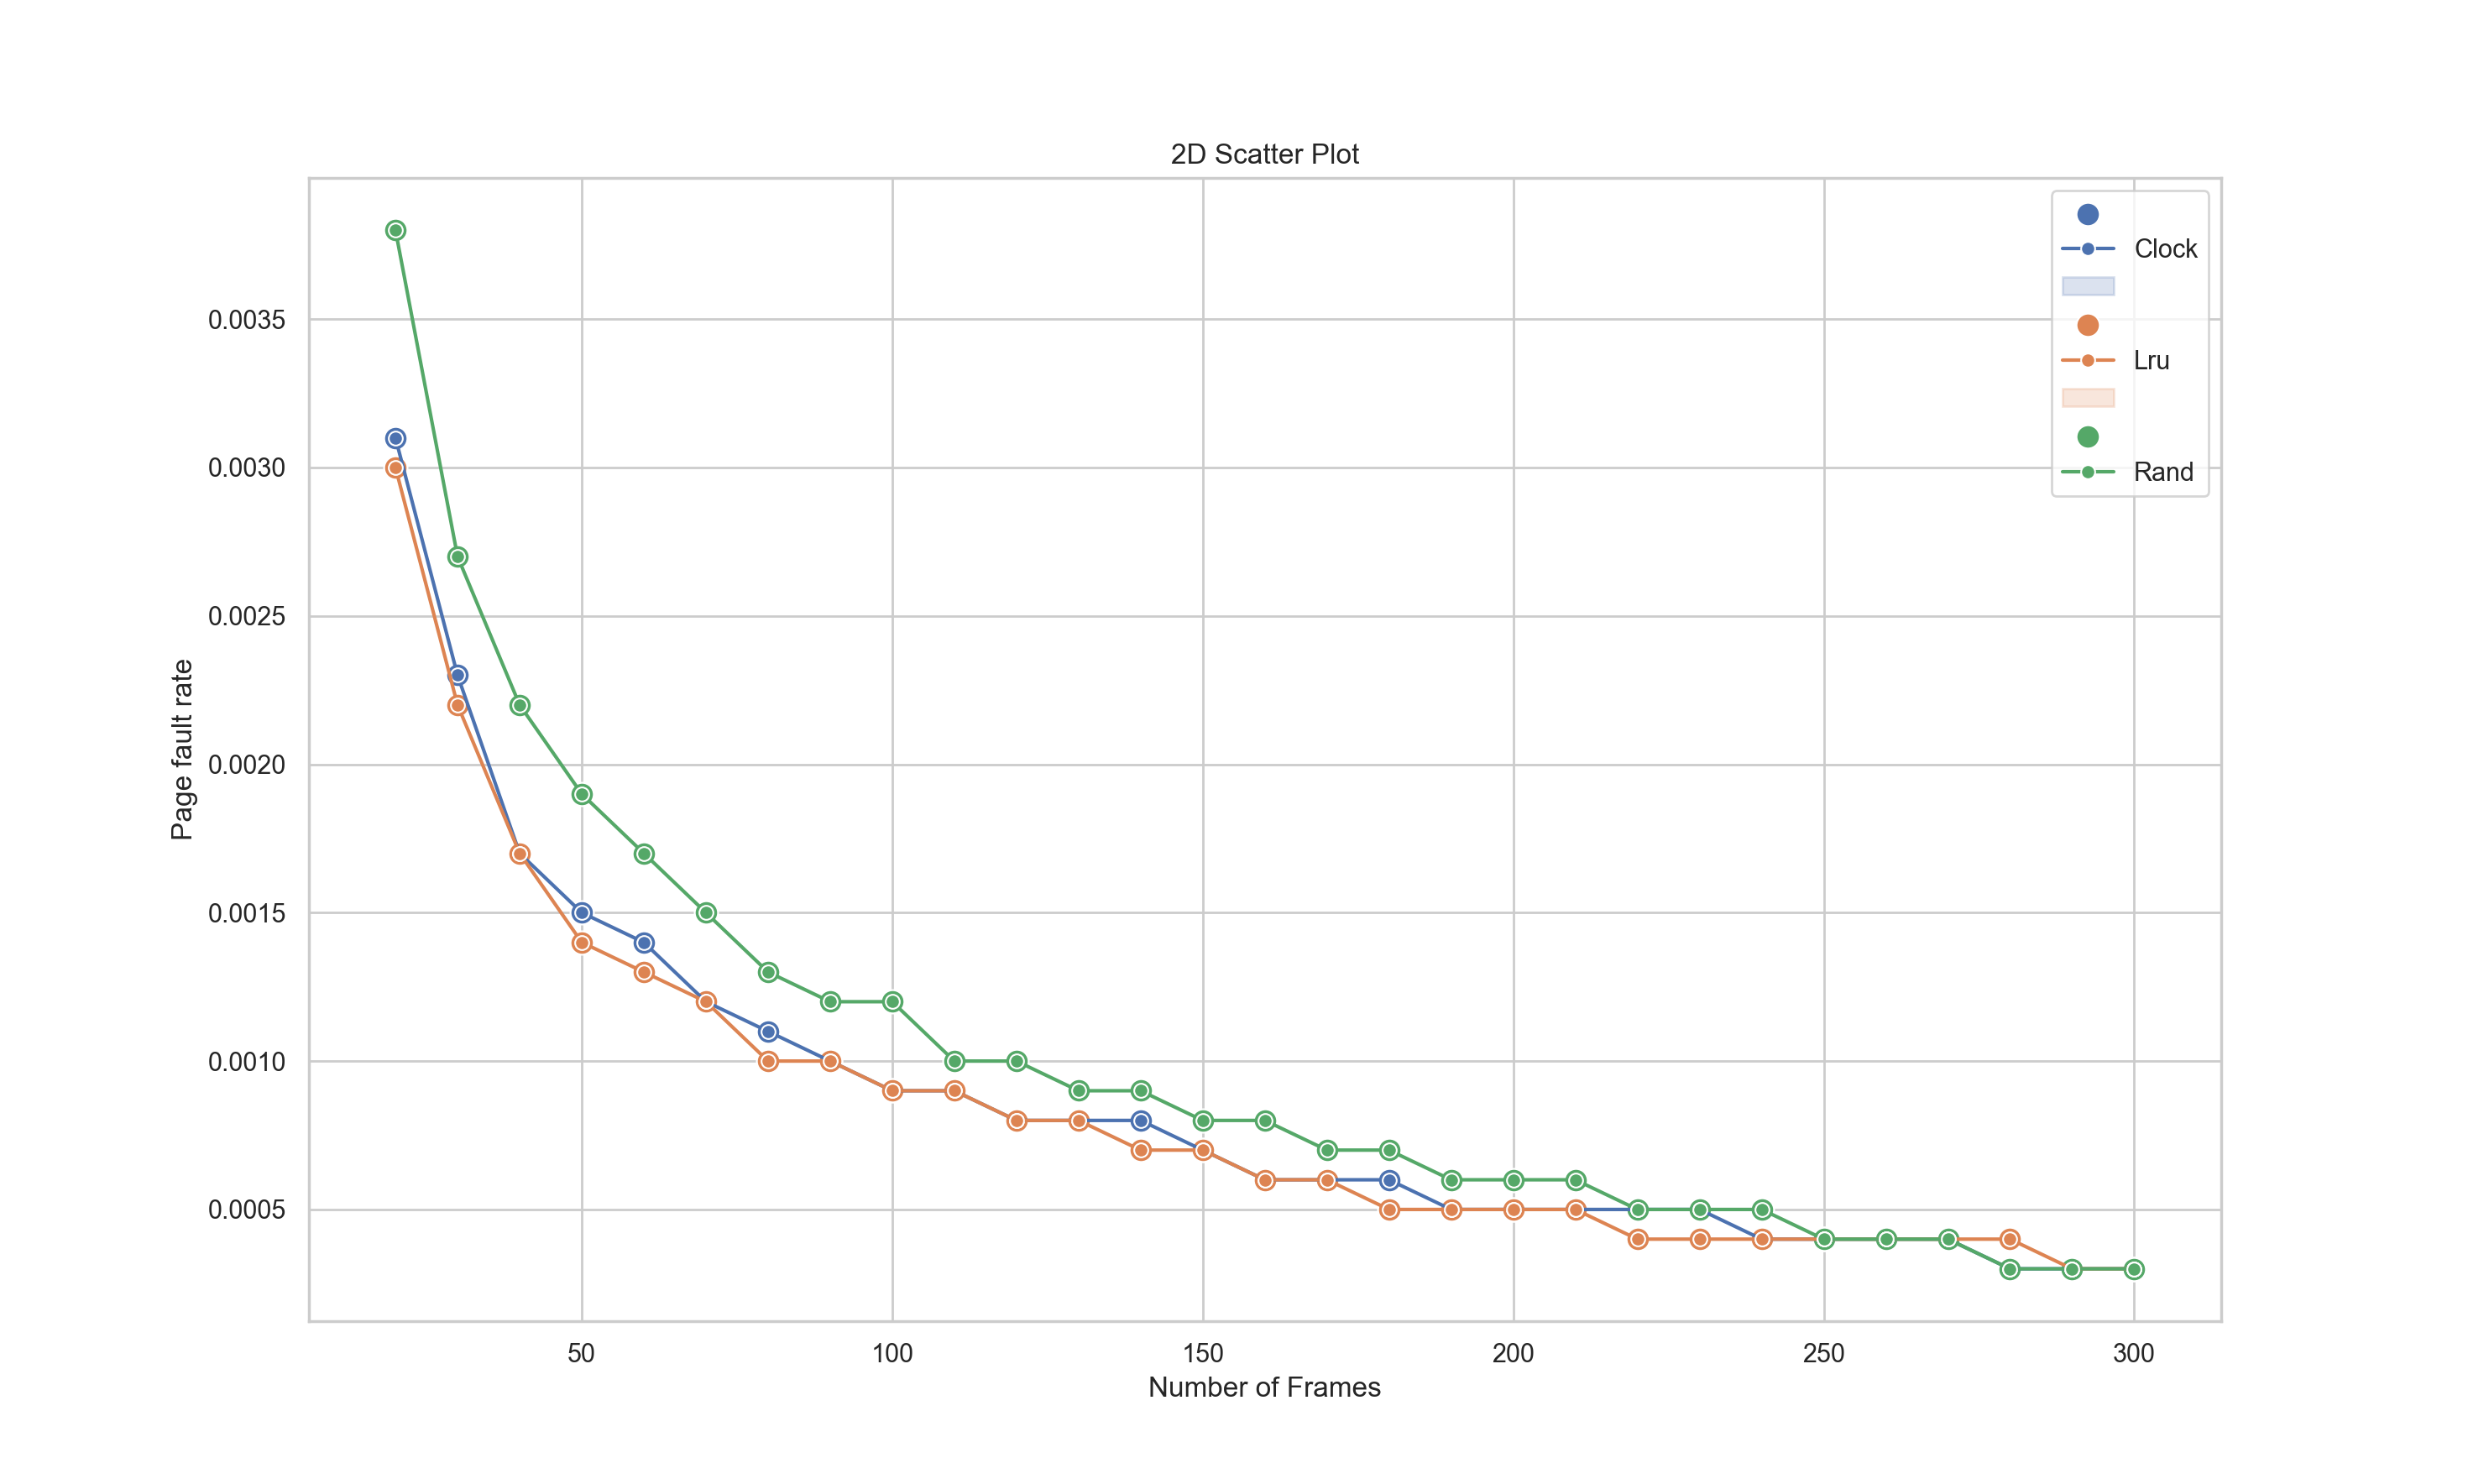 2D Scatter Plot
Clock
Lru
Rand
0.0035
0.0030
0.0025
0.0020
0.0015
0.0010
0.0005
Page fault rate
50 100 150 200 250 300
Number of Frames